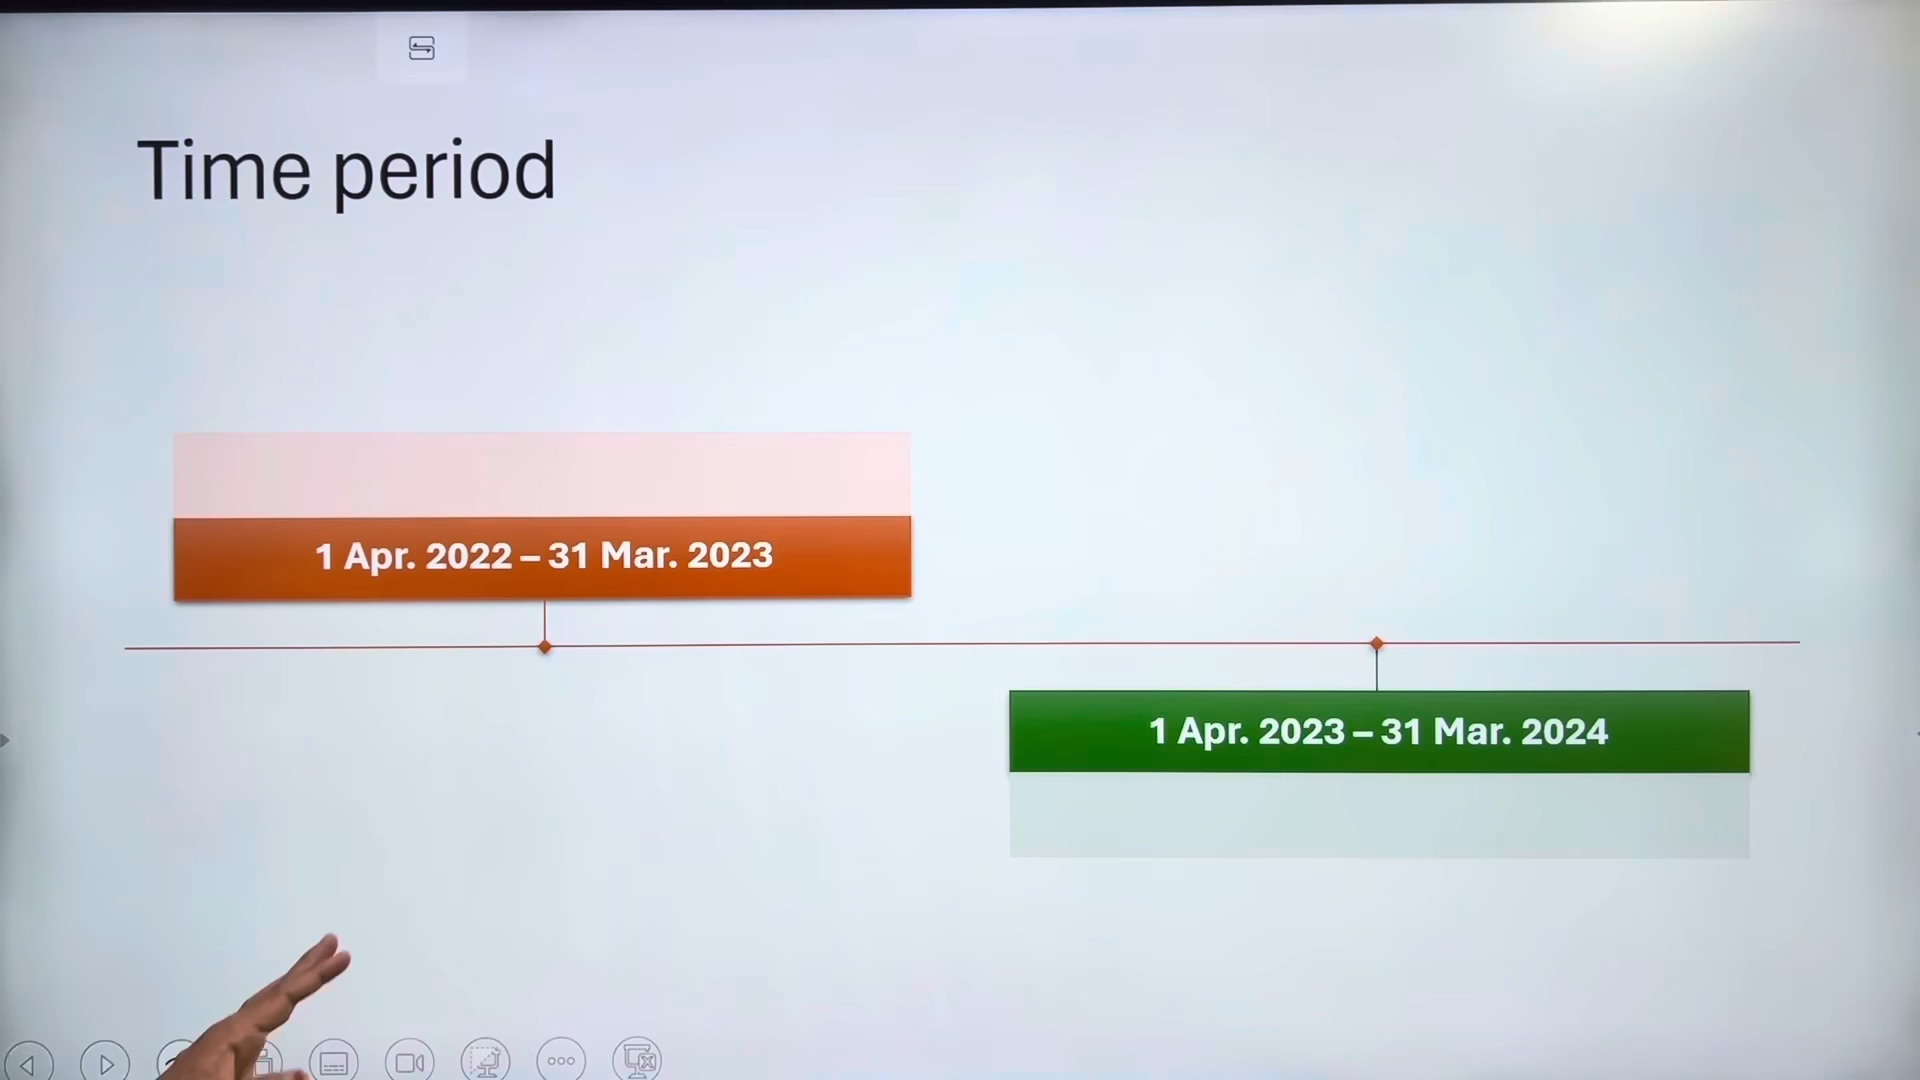 Time period
1 Apr. 2022 – 31 Mar. 2023
1 Apr. 2023 – 31 Mar. 2024